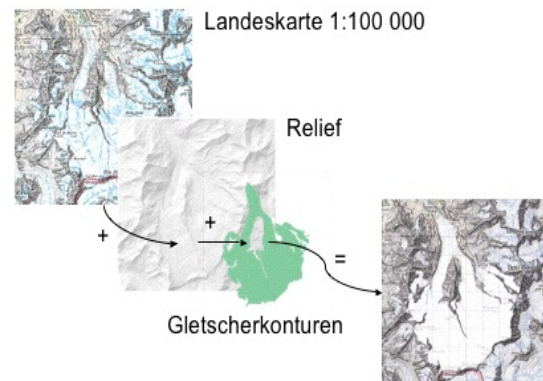 Landeskarte 1:100 000
Relief
+
+
=
Gletscherkonturen